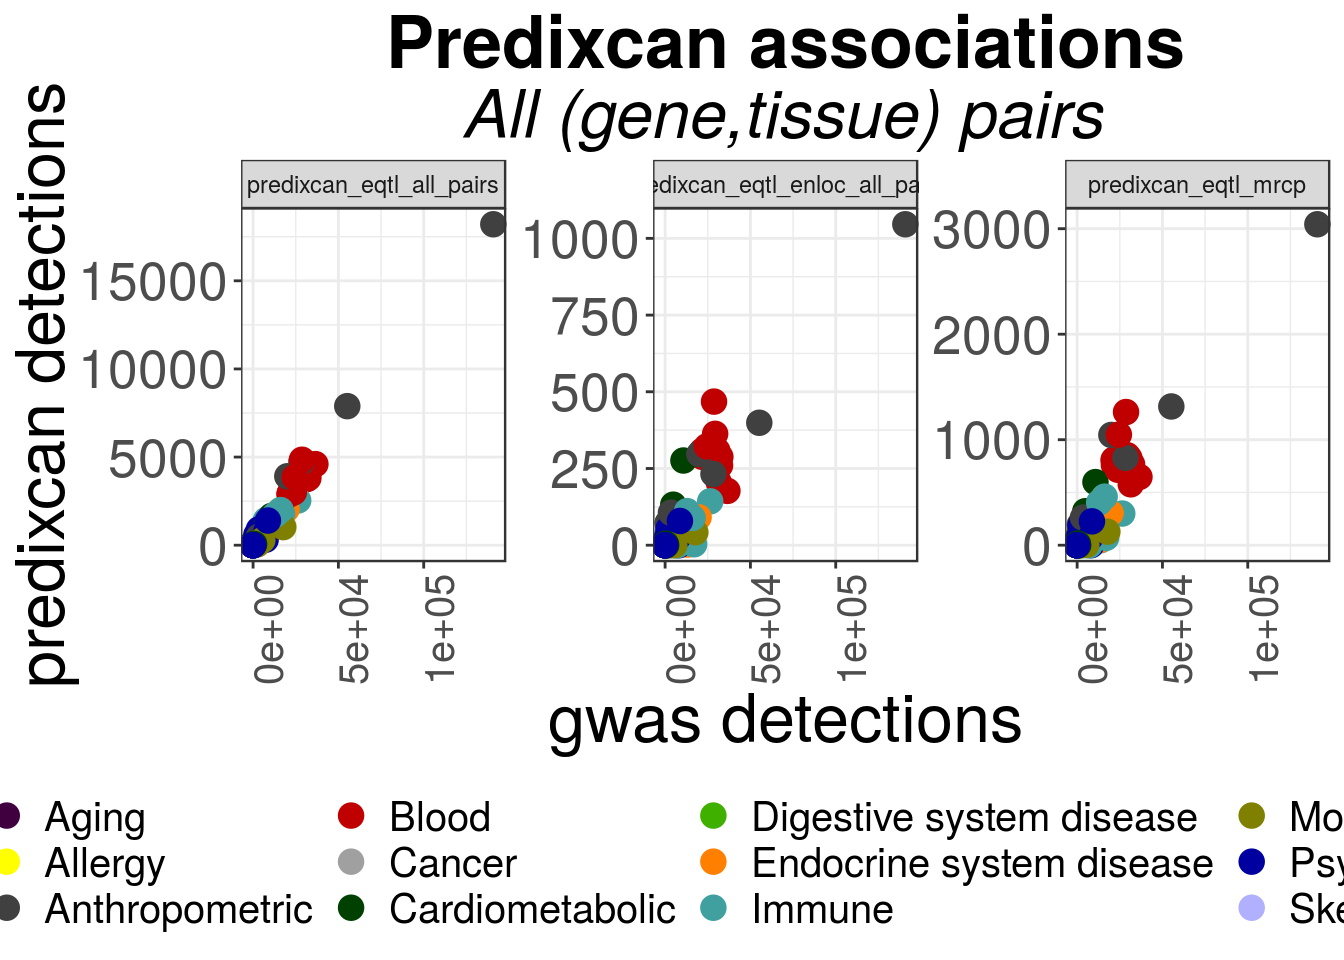 Predixcan associations
All (gene,tissue) pairs
predixcan detections
predixcan_eqtl_all_pairs
edixcan_eqtl_enloc_all_pa
predixcan_eqtl_mrcp
15000
10000
5000
0
1000
750
500
250
0
3000
2000
1000
0
0e+00
5e+04
1e+05
0e+00
5e+04
1e+05
0e+00
5e+04
1e+05
gwas detections
Aging
Blood
Digestive system disease
Mo
Allergy
Cancer
Endocrine system disease
Psy
Anthropometric
Cardiometabolic
Immune
Ske